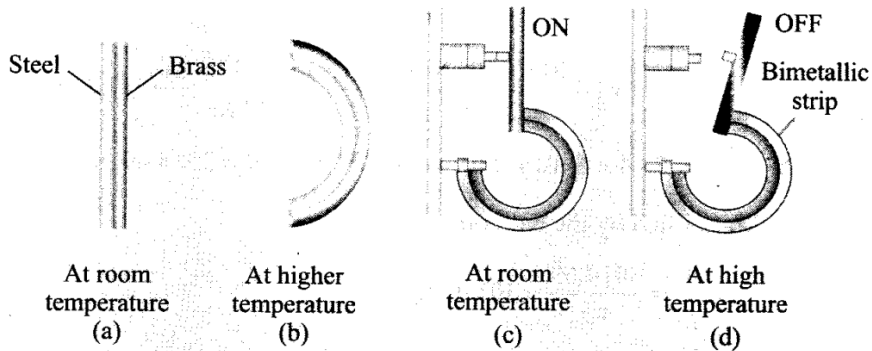 Steel
Brass
ON
OFF
Bimetallic
strip
At room
temperature
(a)
At higher
temperature
(b)
At room
temperature
(c)
At high
temperature
(d)